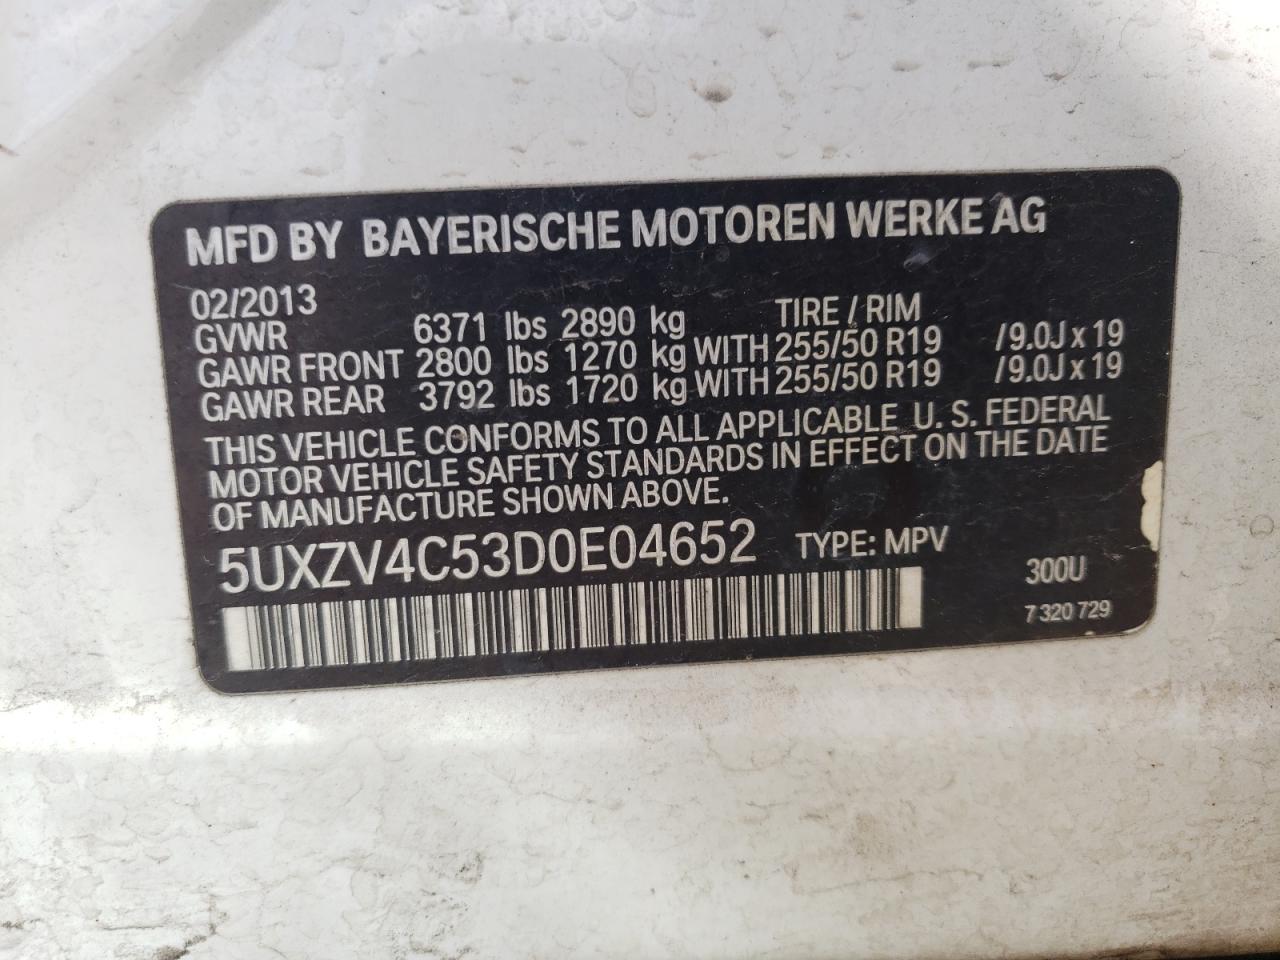 MFD BY BAYERISCHE MOTOREN WERKE AG
02/2013 TIRE / RIM
GVWR 6371 lbs 2890 kg
GAWR FRONT 2800 lbs 1270 kg WITH 255/50 R19 /9.0J x 19
GAWR REAR 3792 lbs 1720 kg WITH 255/50 R19 /9.0J x 19
THIS VEHICLE CONFORMS TO ALL APPLICABLE U. S. FEDERAL
MOTOR VEHICLE SAFETY STANDARDS IN EFFECT ON THE DATE
OF MANUFACTURE SHOWN ABOVE.
5UXZV4C53D0E04652 TYPE: MPV
300U
7 320 729